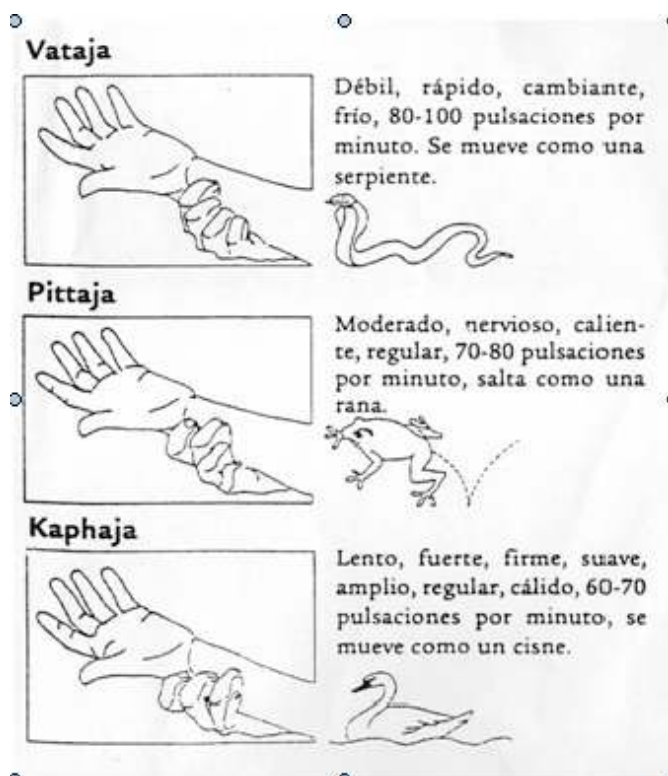 Vataja
Débil, rápido, cambiante,
frío, 80-100 pulsaciones por
minuto. Se mueve como una
serpiente.
Pittaja
Moderado, nervioso, calien-
te, regular, 70-80 pulsaciones
por minuto, salta como una
rana.
Kaphaja
Lento, fuerte, firme, suave,
amplio, regular, cálido, 60-70
pulsaciones por minuto, se
mueve como un cisne.